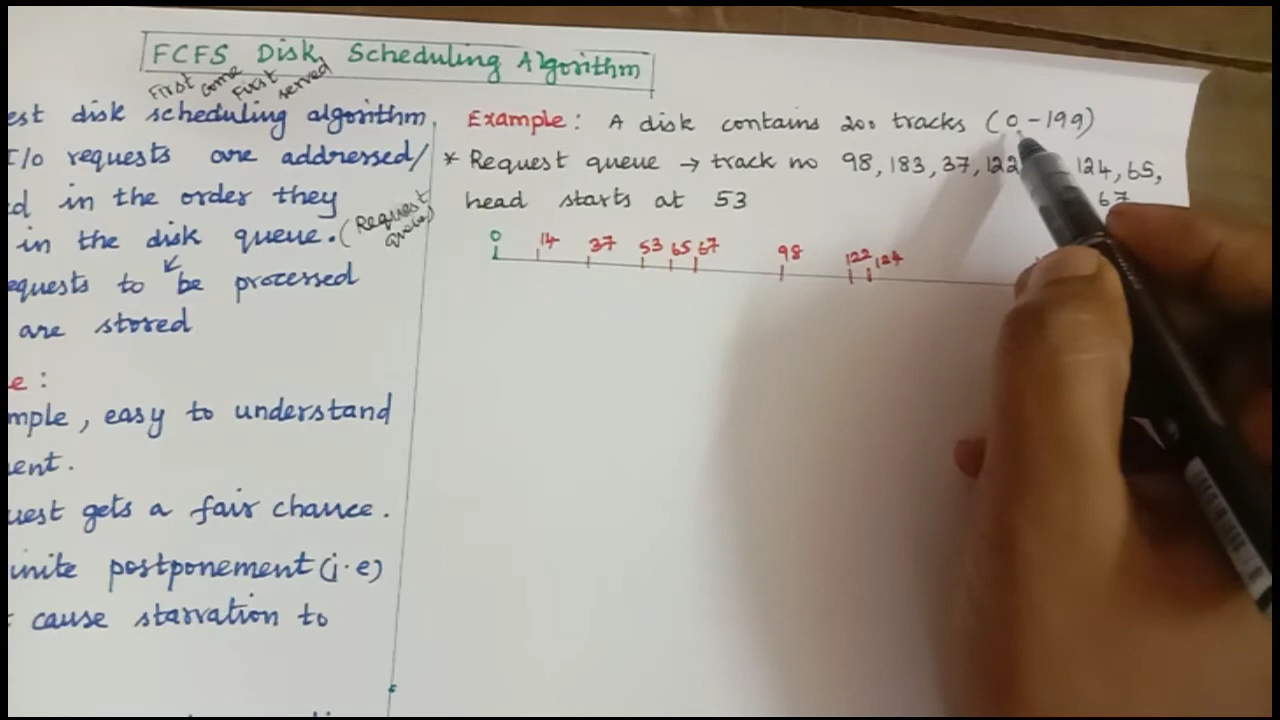 FCFS Disk Scheduling Algorithm
First come First served
est disk scheduling algorithm.
I/o requests are addressed/
d in the order they
in the disk queue. (Request queue)
equests to be processed
are stored
e :
mple, easy to understand
ent.
uest gets a fair chance.
inite postponement (i.e)
cause starvation to
Example : A disk contains 200 tracks (0-199)
* Request queue → track no 98, 183, 37, 122 124, 65,
67
head starts at 53
0 14 37 53 65 67 98 122 124